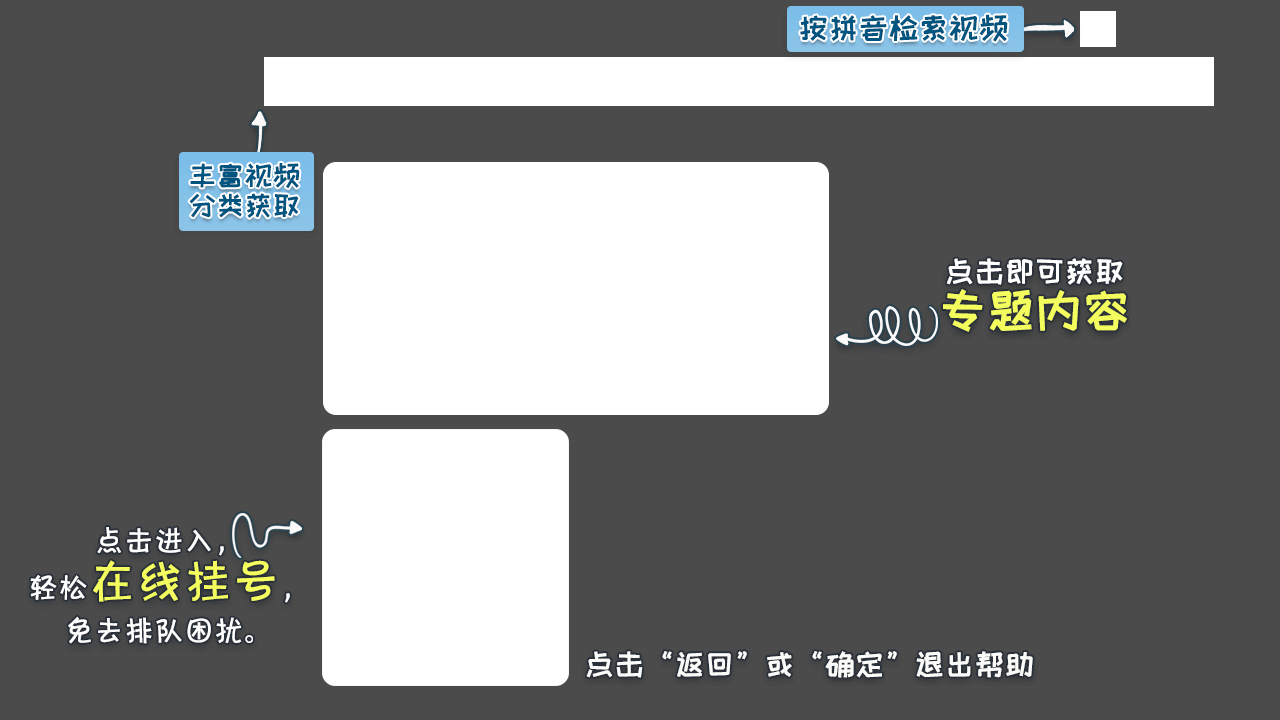 按拼音检索视频
丰富视频
分类获取
点击即可获取
专题内容
点击进入，
轻松在线挂号，
免去排队困扰。
点击“返回”或“确定”退出帮助